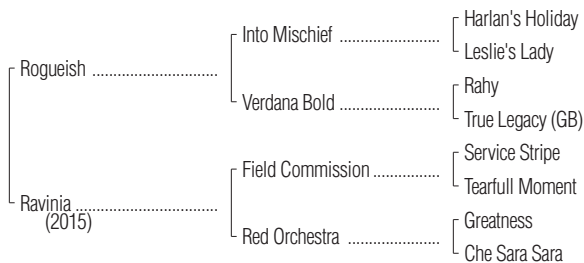 Harlan's Holiday
Into Mischief ....................
Leslie's Lady
Rogueish .........................
Rahy
Verdana Bold ....................
True Legacy (GB)
Service Stripe
Field Commission ................
Tearfull Moment
Ravinia ............................
(2015)
Greatness
Red Orchestra ..................
Che Sara Sara